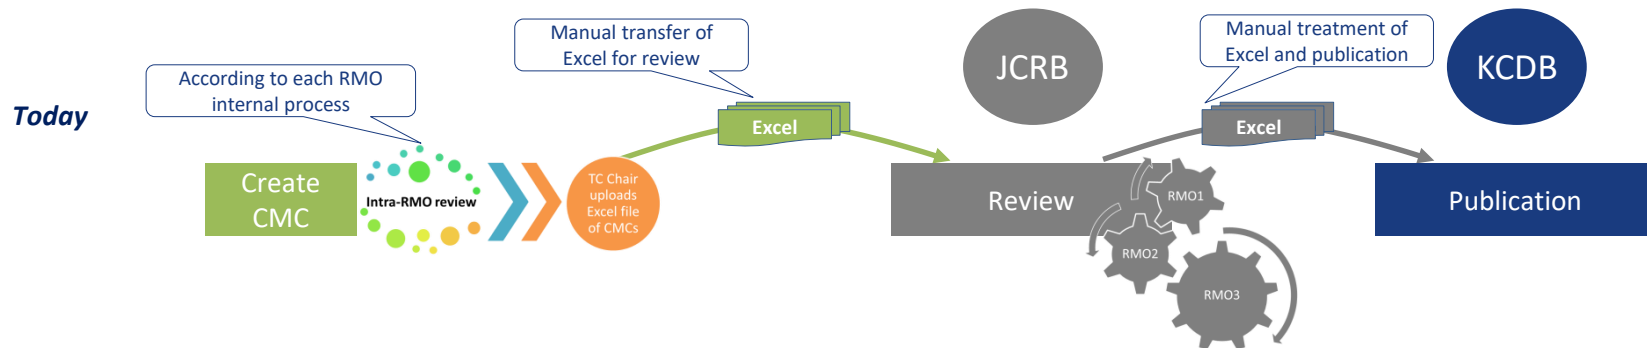 Today
According to each RMO
internal process
Create
CMC
Intra-RMO review
TC Chair
uploads
Excel file
of CMCs
Manual transfer of
Excel for review
Excel
JCRB
Review
RMO1
RMO2
RMO3
Manual treatment of
Excel and publication
Excel
KCDB
Publication